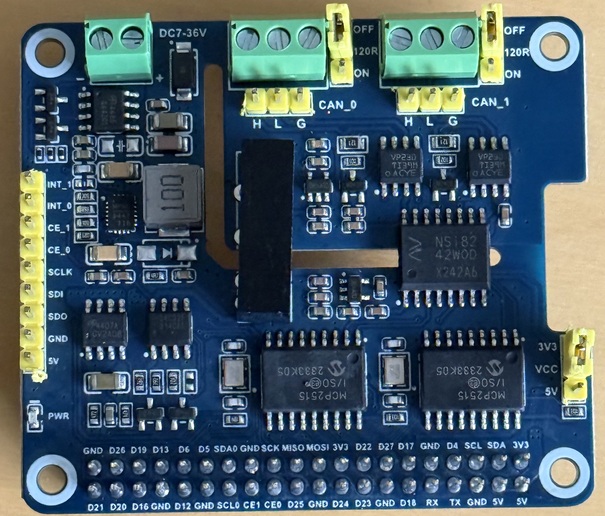 DC7-36V
- +
OFF
120R
ON
OFF
120R
ON
CAN_0
CAN_1
H L G
H L G
INT_1
INT_0
CE_1
CE_0
SCLK
SDI
SDO
GND
5V
PWR
100
VP230
VP230
NSi82
42WOD
X242A6
MCP2515
I/SO
2333K05
MCP2515
I/SO
2333K05
3V3
VCC
5V
GND D26 D19 D13 D6 D5 SDA0 GND SCK MISO MOSI 3V3 D22 D27 D17 GND D4 SCL SDA 3V3
D21 D20 D16 GND D12 GND SCL0 CE1 CE0 D25 GND D24 D23 GND D18 RX TX GND 5V 5V